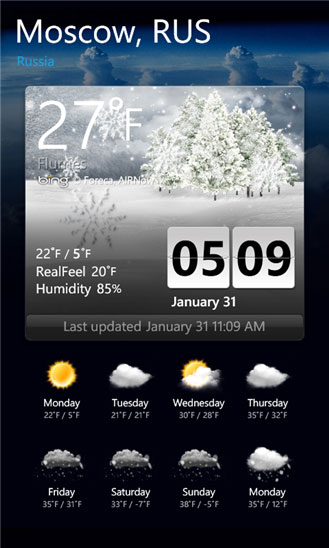 Moscow, RUS
Russia
27°F
Flurries
bing © Foreca, AIRNow
22°F / 5°F
RealFeel 20°F
Humidity 85%
05 09
January 31
Last updated January 31 11:09 AM
Monday Tuesday Wednesday Thursday
22°F / 5°F 21°F / 21°F 30°F / 28°F 35°F / 32°F
Friday Saturday Sunday Monday
35°F / 31°F 33°F / -7°F 38°F / -5°F 35°F / 12°F